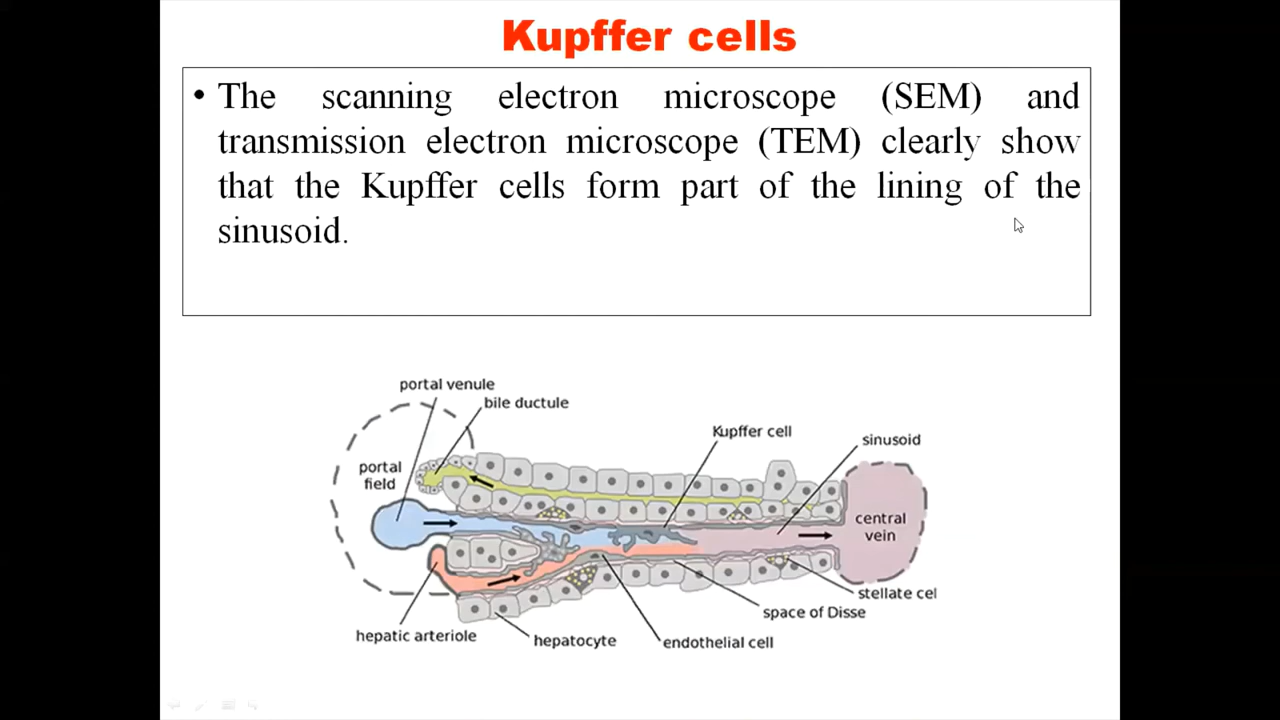 Kupffer cells
• The scanning electron microscope (SEM) and
transmission electron microscope (TEM) clearly show
that the Kupffer cells form part of the lining of the
sinusoid.
portal venule
bile ductule
Kupffer cell
sinusoid
portal
field
central
vein
stellate cel
space of Disse
hepatic arteriole
hepatocyte
endothelial cell